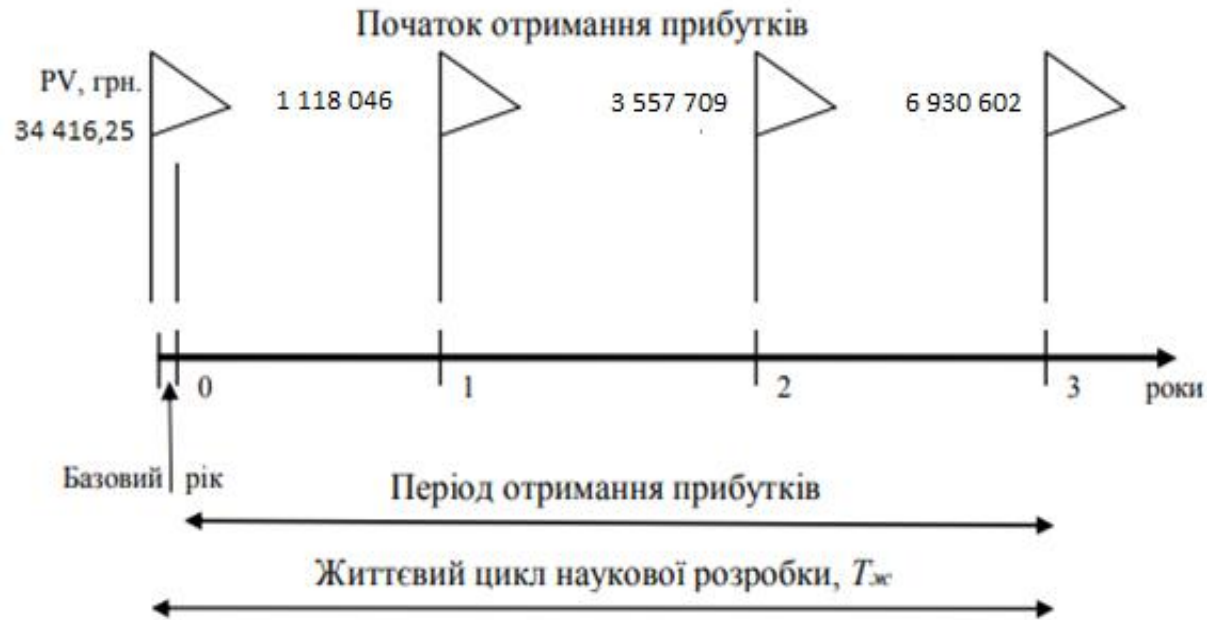 Початок отримання прибутків
PV, грн.
34 416,25
1 118 046
3 557 709
6 930 602
0
1
2
3
роки
Базовий рік
Період отримання прибутків
Життєвий цикл наукової розробки, Tж